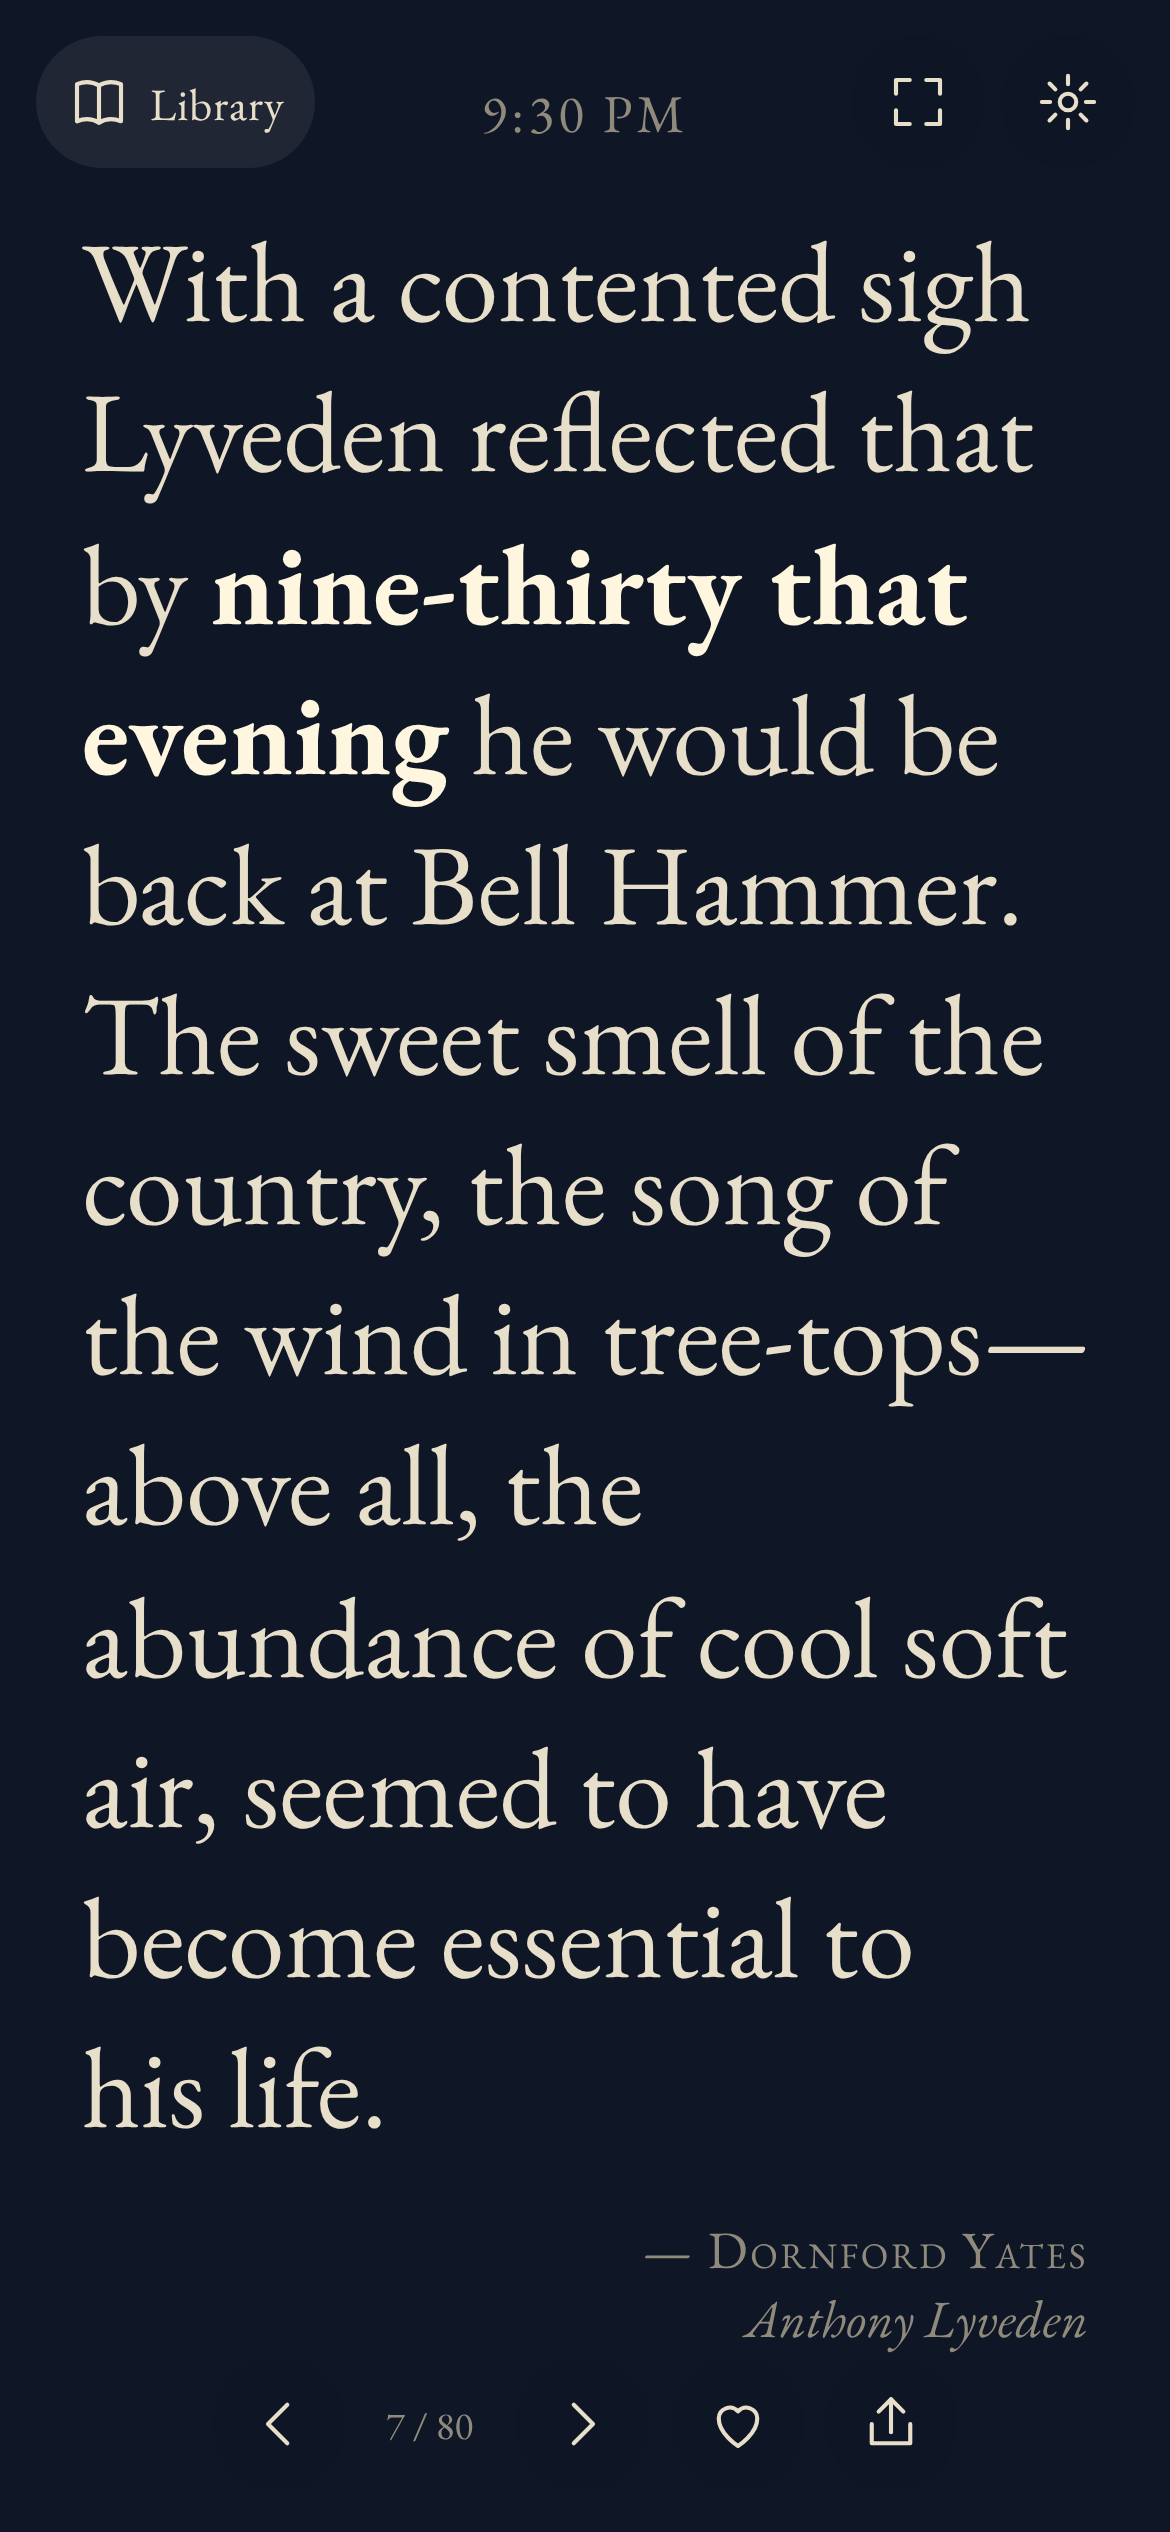 Library
9:30 PM
With a contented sigh
Lyveden reflected that
by nine-thirty that
evening he would be
back at Bell Hammer.
The sweet smell of the
country, the song of
the wind in tree-tops—
above all, the
abundance of cool soft
air, seemed to have
become essential to
his life.
— Dornford Yates
Anthony Lyveden
7 / 80